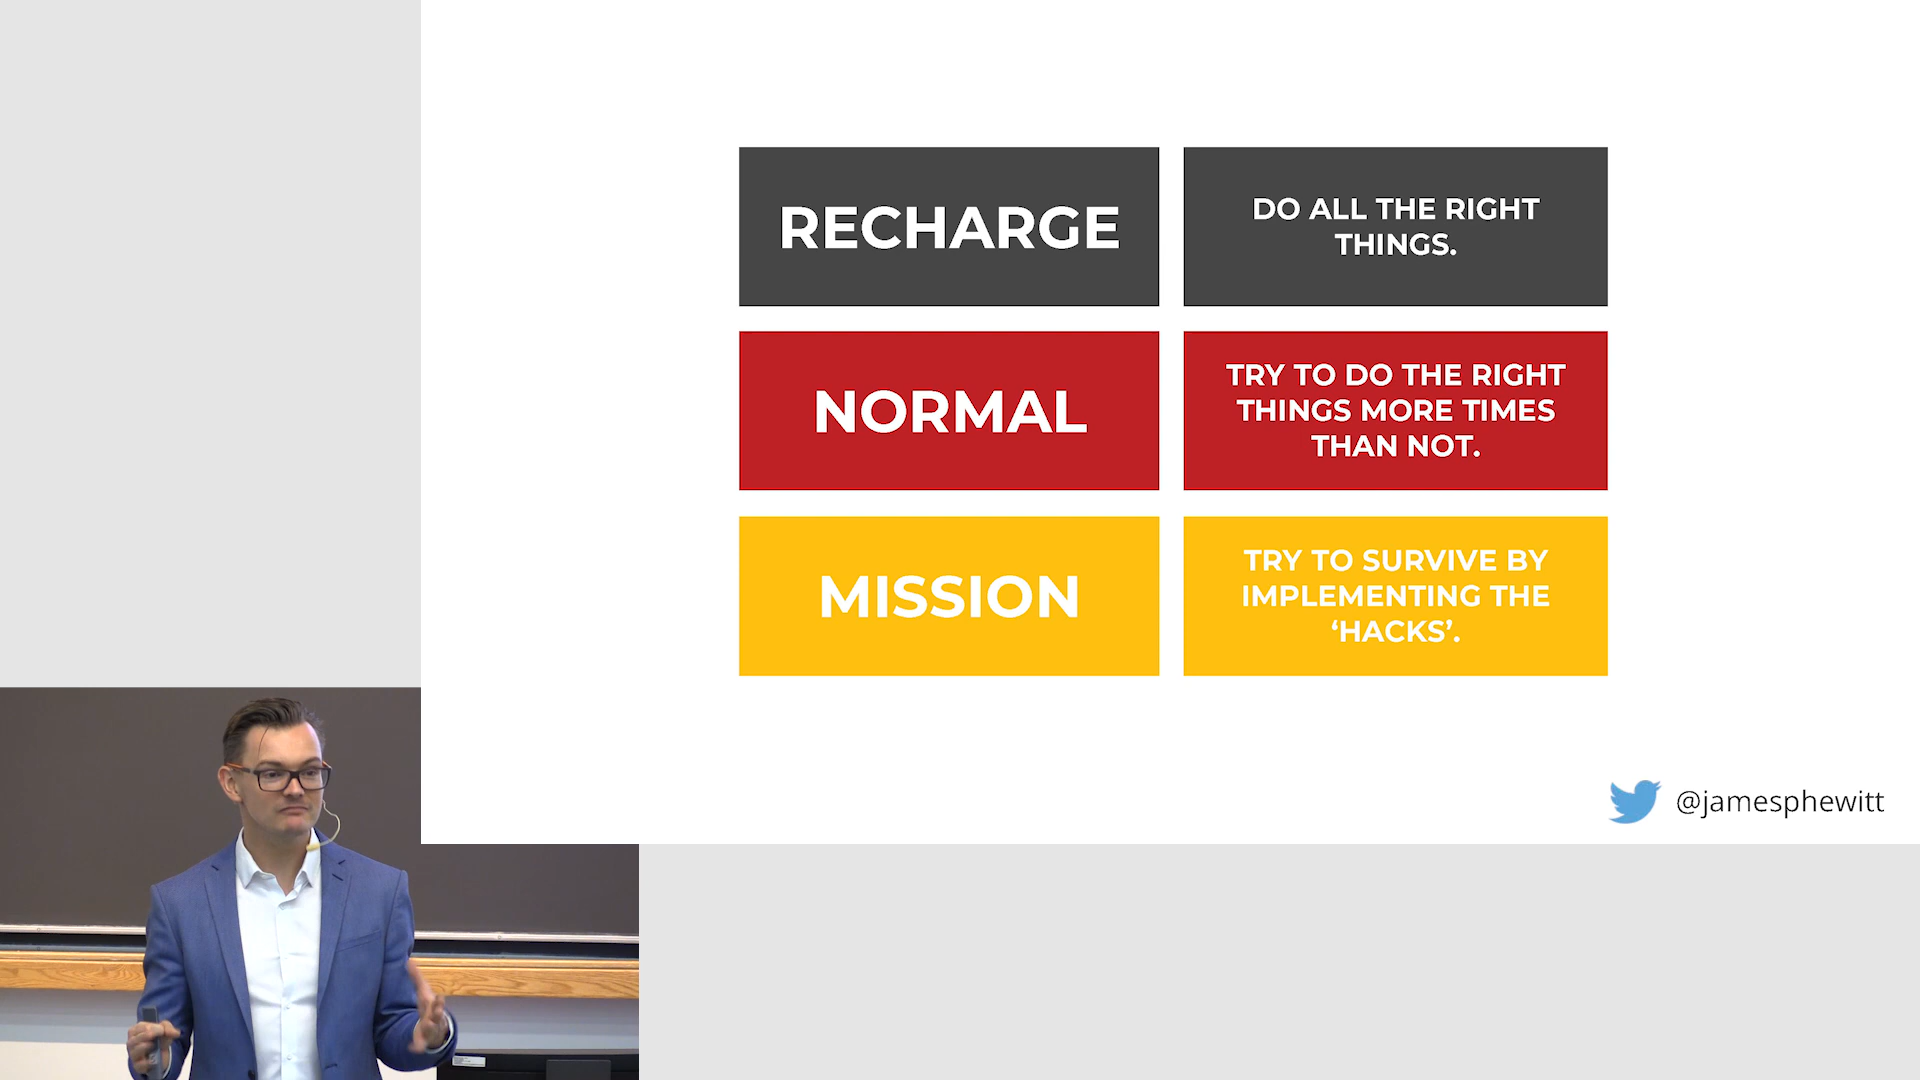 RECHARGE
DO ALL THE RIGHT
THINGS.
NORMAL
TRY TO DO THE RIGHT
THINGS MORE TIMES
THAN NOT.
MISSION
TRY TO SURVIVE BY
IMPLEMENTING THE
‘HACKS’.
@jamesphewitt